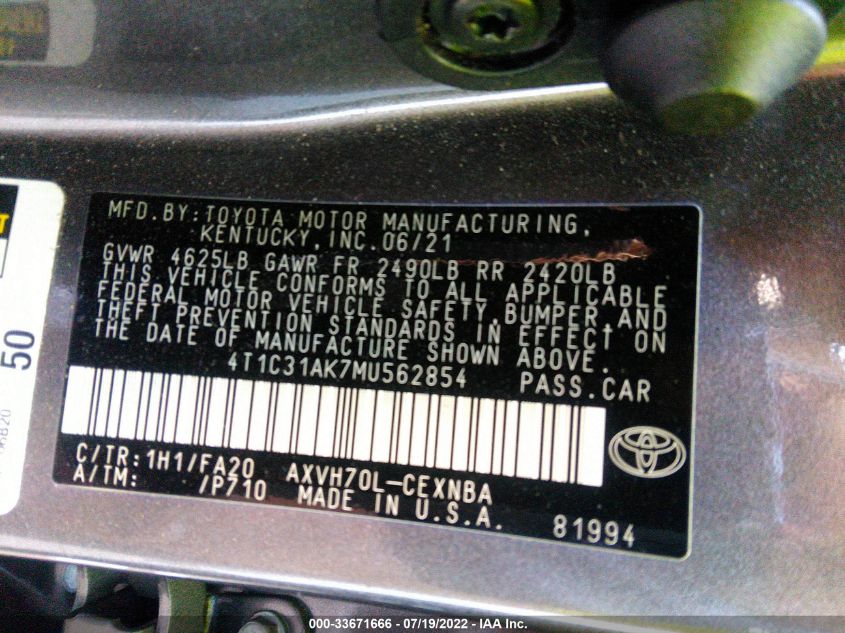 MFD. BY: TOYOTA MOTOR MANUFACTURING,
KENTUCKY, INC. 06/21
GVWR 4625LB GAWR FR 2490LB RR 2420LB
THIS VEHICLE CONFORMS TO ALL APPLICABLE
FEDERAL MOTOR VEHICLE SAFETY, BUMPER, AND
THEFT PREVENTION STANDARDS IN EFFECT ON
THE DATE OF MANUFACTURE SHOWN ABOVE.
4T1C31AK7MU562854 PASS.CAR
C/TR: 1H1/FA20 AXVH70L-CEXNBA
A/TM: /P710 MADE IN U.S.A.
81994
50
000-33671666 - 07/19/2022 - IAA Inc.